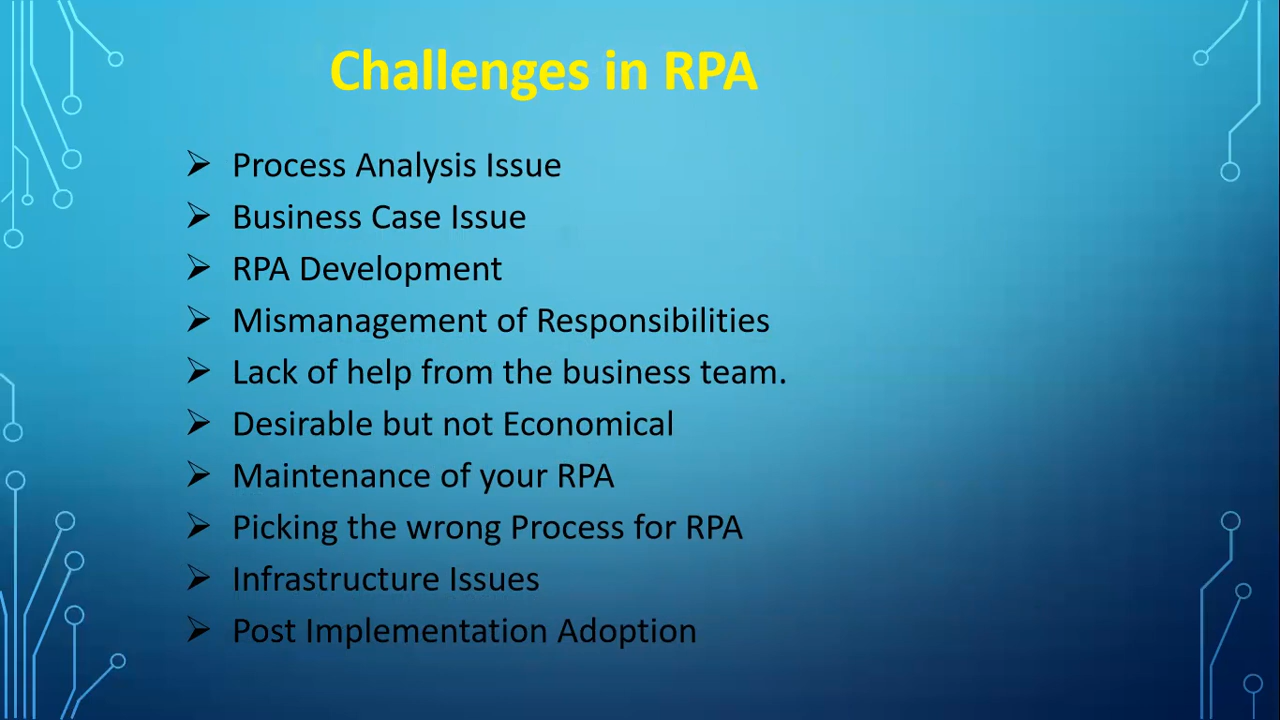 Challenges in RPA
➢ Process Analysis Issue
➢ Business Case Issue
➢ RPA Development
➢ Mismanagement of Responsibilities
➢ Lack of help from the business team.
➢ Desirable but not Economical
➢ Maintenance of your RPA
➢ Picking the wrong Process for RPA
➢ Infrastructure Issues
➢ Post Implementation Adoption